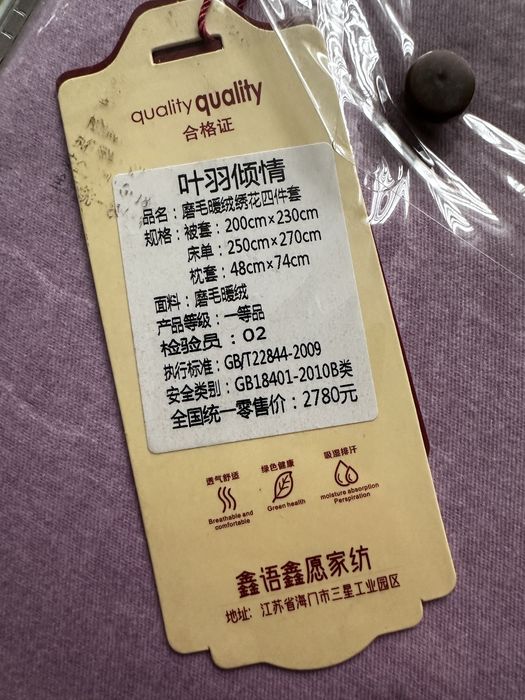 quality quality
合格证
叶羽倾情
品名：磨毛暖绒绣花四件套
规格：被套：200cm×230cm
床单：250cm×270cm
枕套：48cm×74cm
面料：磨毛暖绒
产品等级：一等品
检验员：02
执行标准：GB/T22844-2009
安全类别：GB18401-2010B类
全国统一零售价：2780元
透气舒适 绿色健康 吸湿排汗
Breathable and comfortable Green health moisture absorption Perspiration
鑫语鑫愿家纺
地址：江苏省海门市三星工业园区